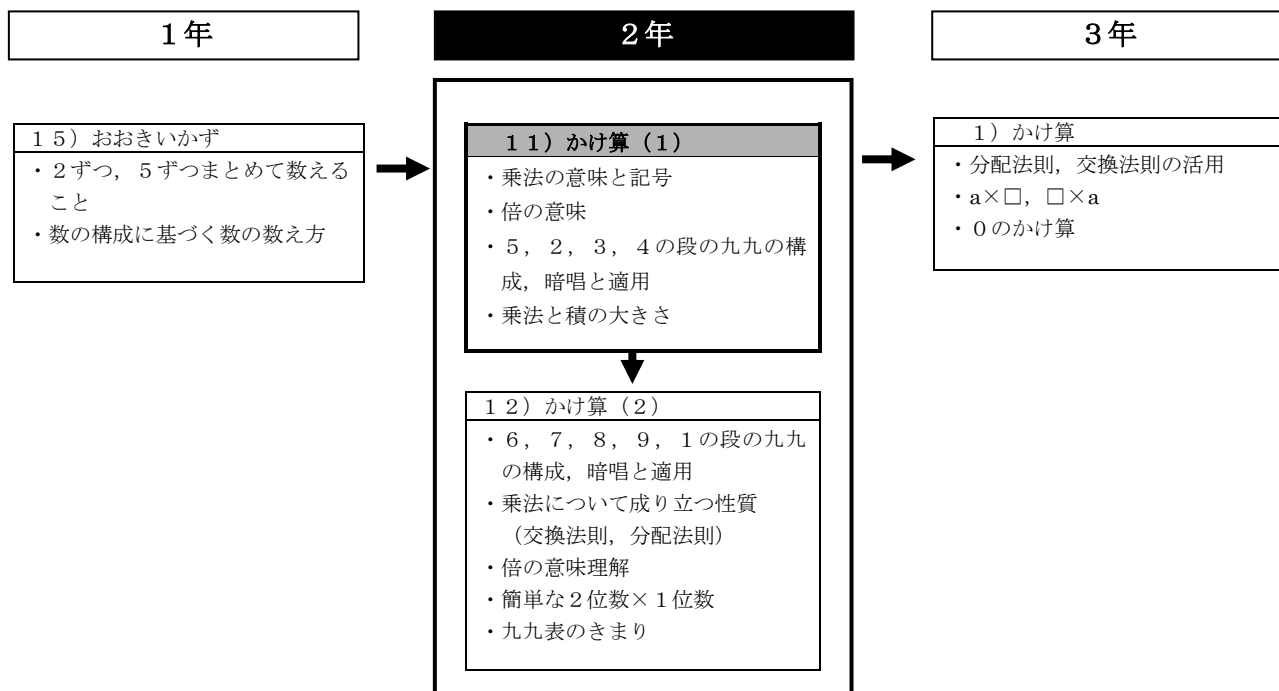 1年
2年
3年
15）おおきいかず
・2ずつ，5ずつまとめて数える
こと
・数の構成に基づく数の数え方
11）かけ算（1）
・乗法の意味と記号
・倍の意味
・5，2，3，4の段の九九の構
成，暗唱と適用
・乗法と積の大きさ
12）かけ算（2）
・6，7，8，9，1の段の九九
の構成，暗唱と適用
・乗法について成り立つ性質
（交換法則，分配法則）
・倍の意味理解
・簡単な2位数×1位数
・九九表のきまり
1）かけ算
・分配法則，交換法則の活用
・a×□，□×a
・0のかけ算